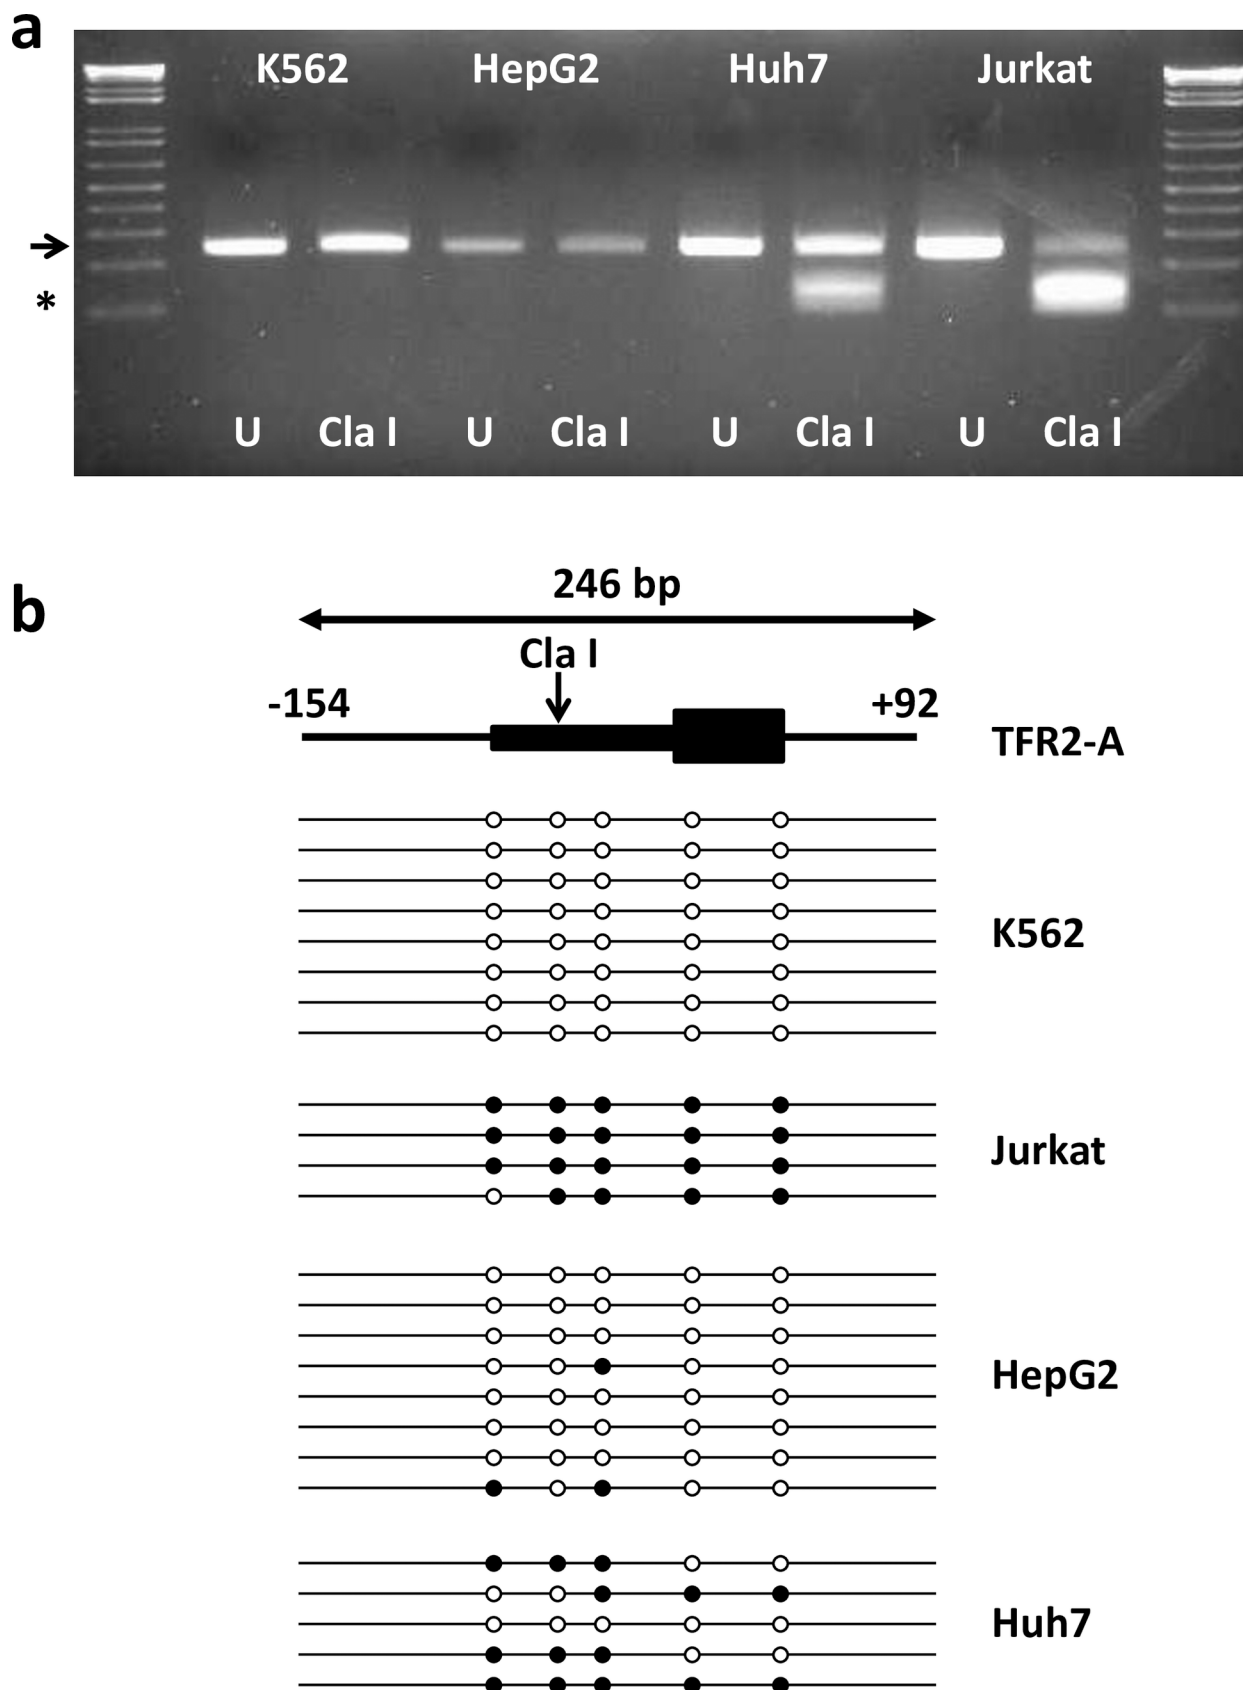 a
K562 HepG2 Huh7 Jurkat
*
U Cla I U Cla I U Cla I U Cla I
b
246 bp
Cla I
-154 +92
TFR2-A
K562
Jurkat
HepG2
Huh7